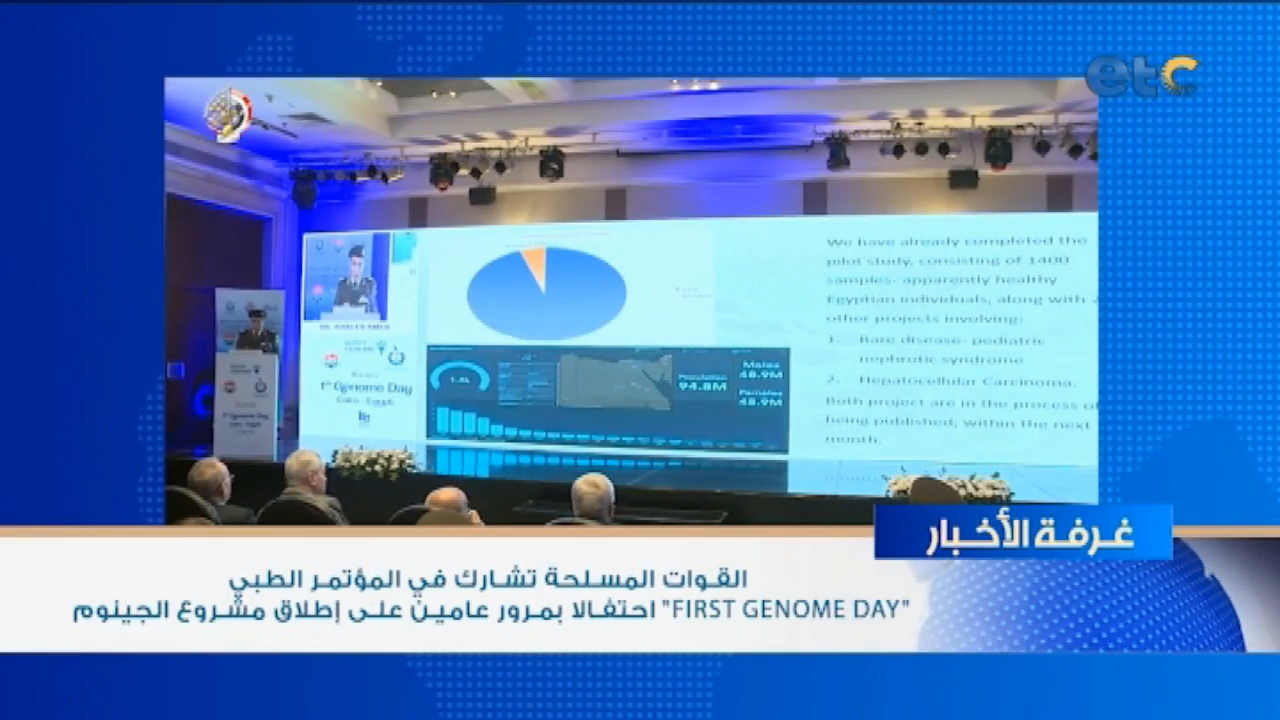 etc
We have already completed the
pilot study, consisting of 1400
samples- apparently healthy
Egyptian individuals, along with 2
other projects involving:
1. Rare disease- pediatric
nephrotic syndrome
2. Hepatocellular Carcinoma.
Both project are in the process of
being published, within the next
month.
Population
94.8M
Males
48.9M
Females
48.9M
1st Genome Day
Cairo - Egypt
غرفة الأخبار
القوات المسلحة تشارك في المؤتمر الطبي
"FIRST GENOME DAY" احتفالا بمرور عامين على إطلاق مشروع الجينوم